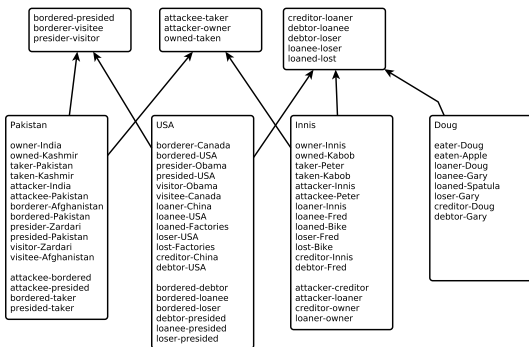 bordered-presided
borderer-visitee
presider-visitor
attackee-taker
attacker-owner
owned-taken
creditor-loaner
debtor-loanee
debtor-loser
loanee-loser
loaned-lost
Pakistan
owner-India
owned-Kashmir
taker-Pakistan
taken-Kashmir
attacker-India
attackee-Pakistan
borderer-Afghanistan
bordered-Pakistan
presider-Zardari
presided-Pakistan
visitor-Zardari
visitee-Afghanistan
attackee-bordered
attackee-presided
bordered-taker
presided-taker
USA
borderer-Canada
bordered-USA
presider-Obama
presided-USA
visitor-Obama
visitee-Canada
loaner-China
loanee-USA
loaned-Factories
loser-USA
lost-Factories
creditor-China
debtor-USA
bordered-debtor
bordered-loanee
bordered-loser
debtor-presided
loanee-presided
loser-presided
Innis
owner-Innis
owned-Kabob
taker-Peter
taken-Kabob
attacker-Innis
attackee-Peter
loaner-Innis
loanee-Fred
loaned-Bike
loser-Fred
lost-Bike
creditor-Innis
debtor-Fred
attacker-creditor
attacker-loaner
creditor-owner
loaner-owner
Doug
eater-Doug
eaten-Apple
loaner-Doug
loanee-Gary
loaned-Spatula
loser-Gary
creditor-Doug
debtor-Gary